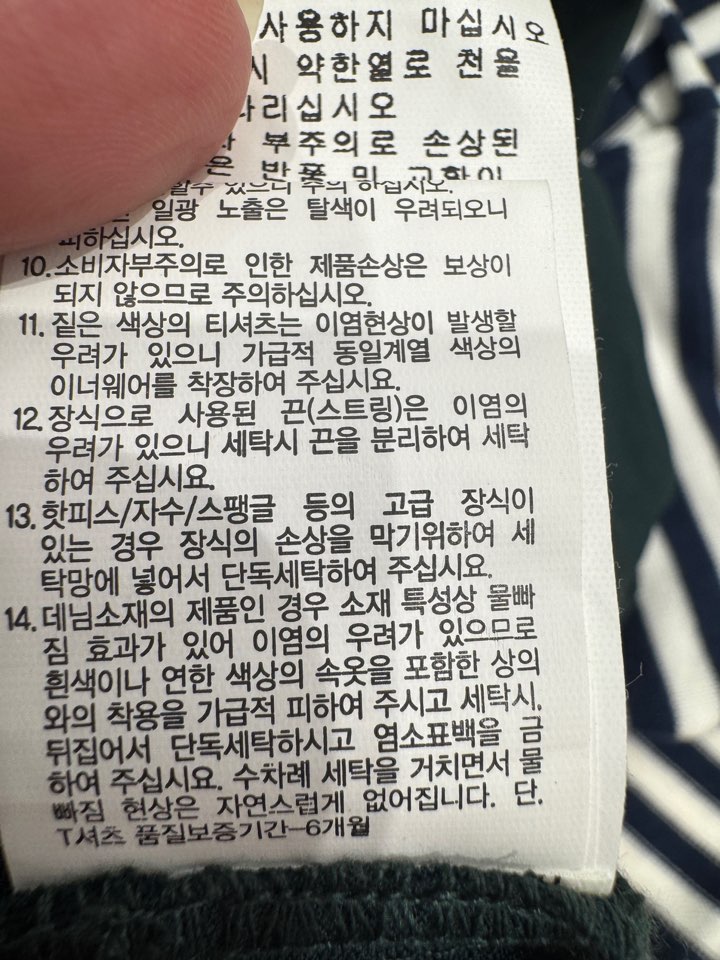 사용하지 마십시오
시 약한열로 천을
다리십시오
부주의로 손상된
은 반품 및 교환이
할수 있으니 주의 하십시오.
일광 노출은 탈색이 우려되오니
피하십시오.
10. 소비자부주의로 인한 제품손상은 보상이
되지 않으므로 주의하십시오.
11. 짙은 색상의 티셔츠는 이염현상이 발생할
우려가 있으니 가급적 동일계열 색상의
이너웨어를 착장하여 주십시요.
12. 장식으로 사용된 끈(스트링)은 이염의
우려가 있으니 세탁시 끈을 분리하여 세탁
하여 주십시요.
13. 핫피스/자수/스팽글 등의 고급 장식이
있는 경우 장식의 손상을 막기위하여 세
탁망에 넣어서 단독세탁하여 주십시요.
14. 데님소재의 제품인 경우 소재 특성상 물빠
짐 효과가 있어 이염의 우려가 있으므로
흰색이나 연한 색상의 속옷을 포함한 상의
와의 착용을 가급적 피하여 주시고 세탁시.
뒤집어서 단독세탁하시고 염소표백을 금
하여 주십시요. 수차례 세탁을 거치면서 물
빠짐 현상은 자연스럽게 없어집니다. 단.
T셔츠 품질보증기간-6개월